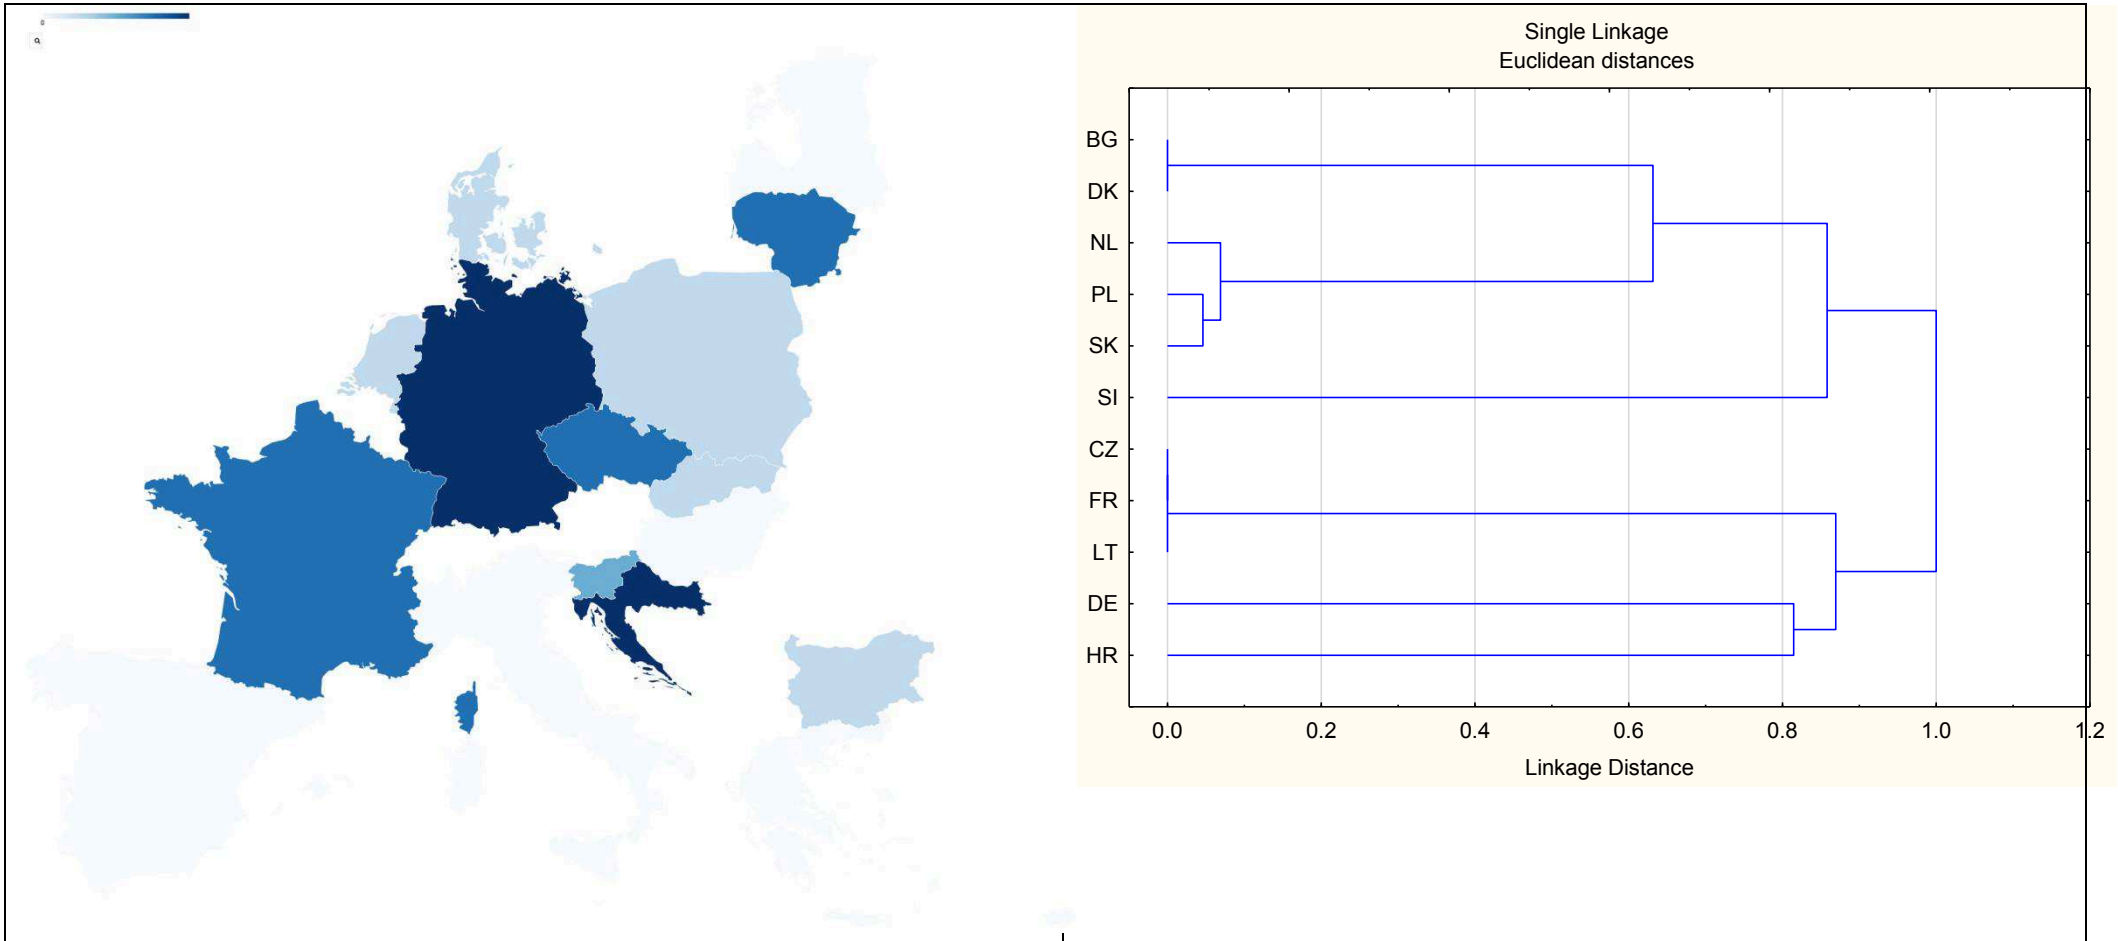 0
Single Linkage
Euclidean distances
BG
DK
NL
PL
SK
SI
CZ
FR
LT
DE
HR
0.0 0.2 0.4 0.6 0.8 1.0 1.2
Linkage Distance